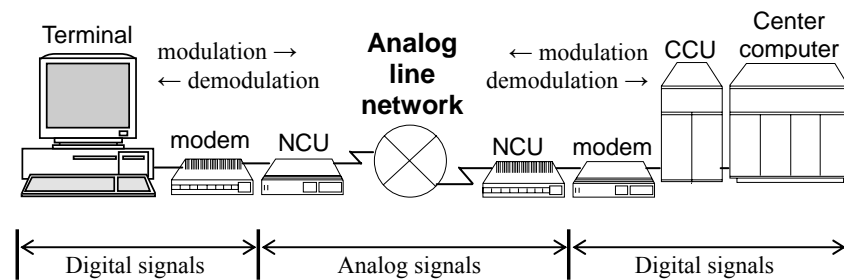 Terminal
modulation →
← demodulation
Analog
line
network
← modulation
demodulation →
CCU
Center
computer
modem
NCU
NCU
modem
Digital signals
Analog signals
Digital signals